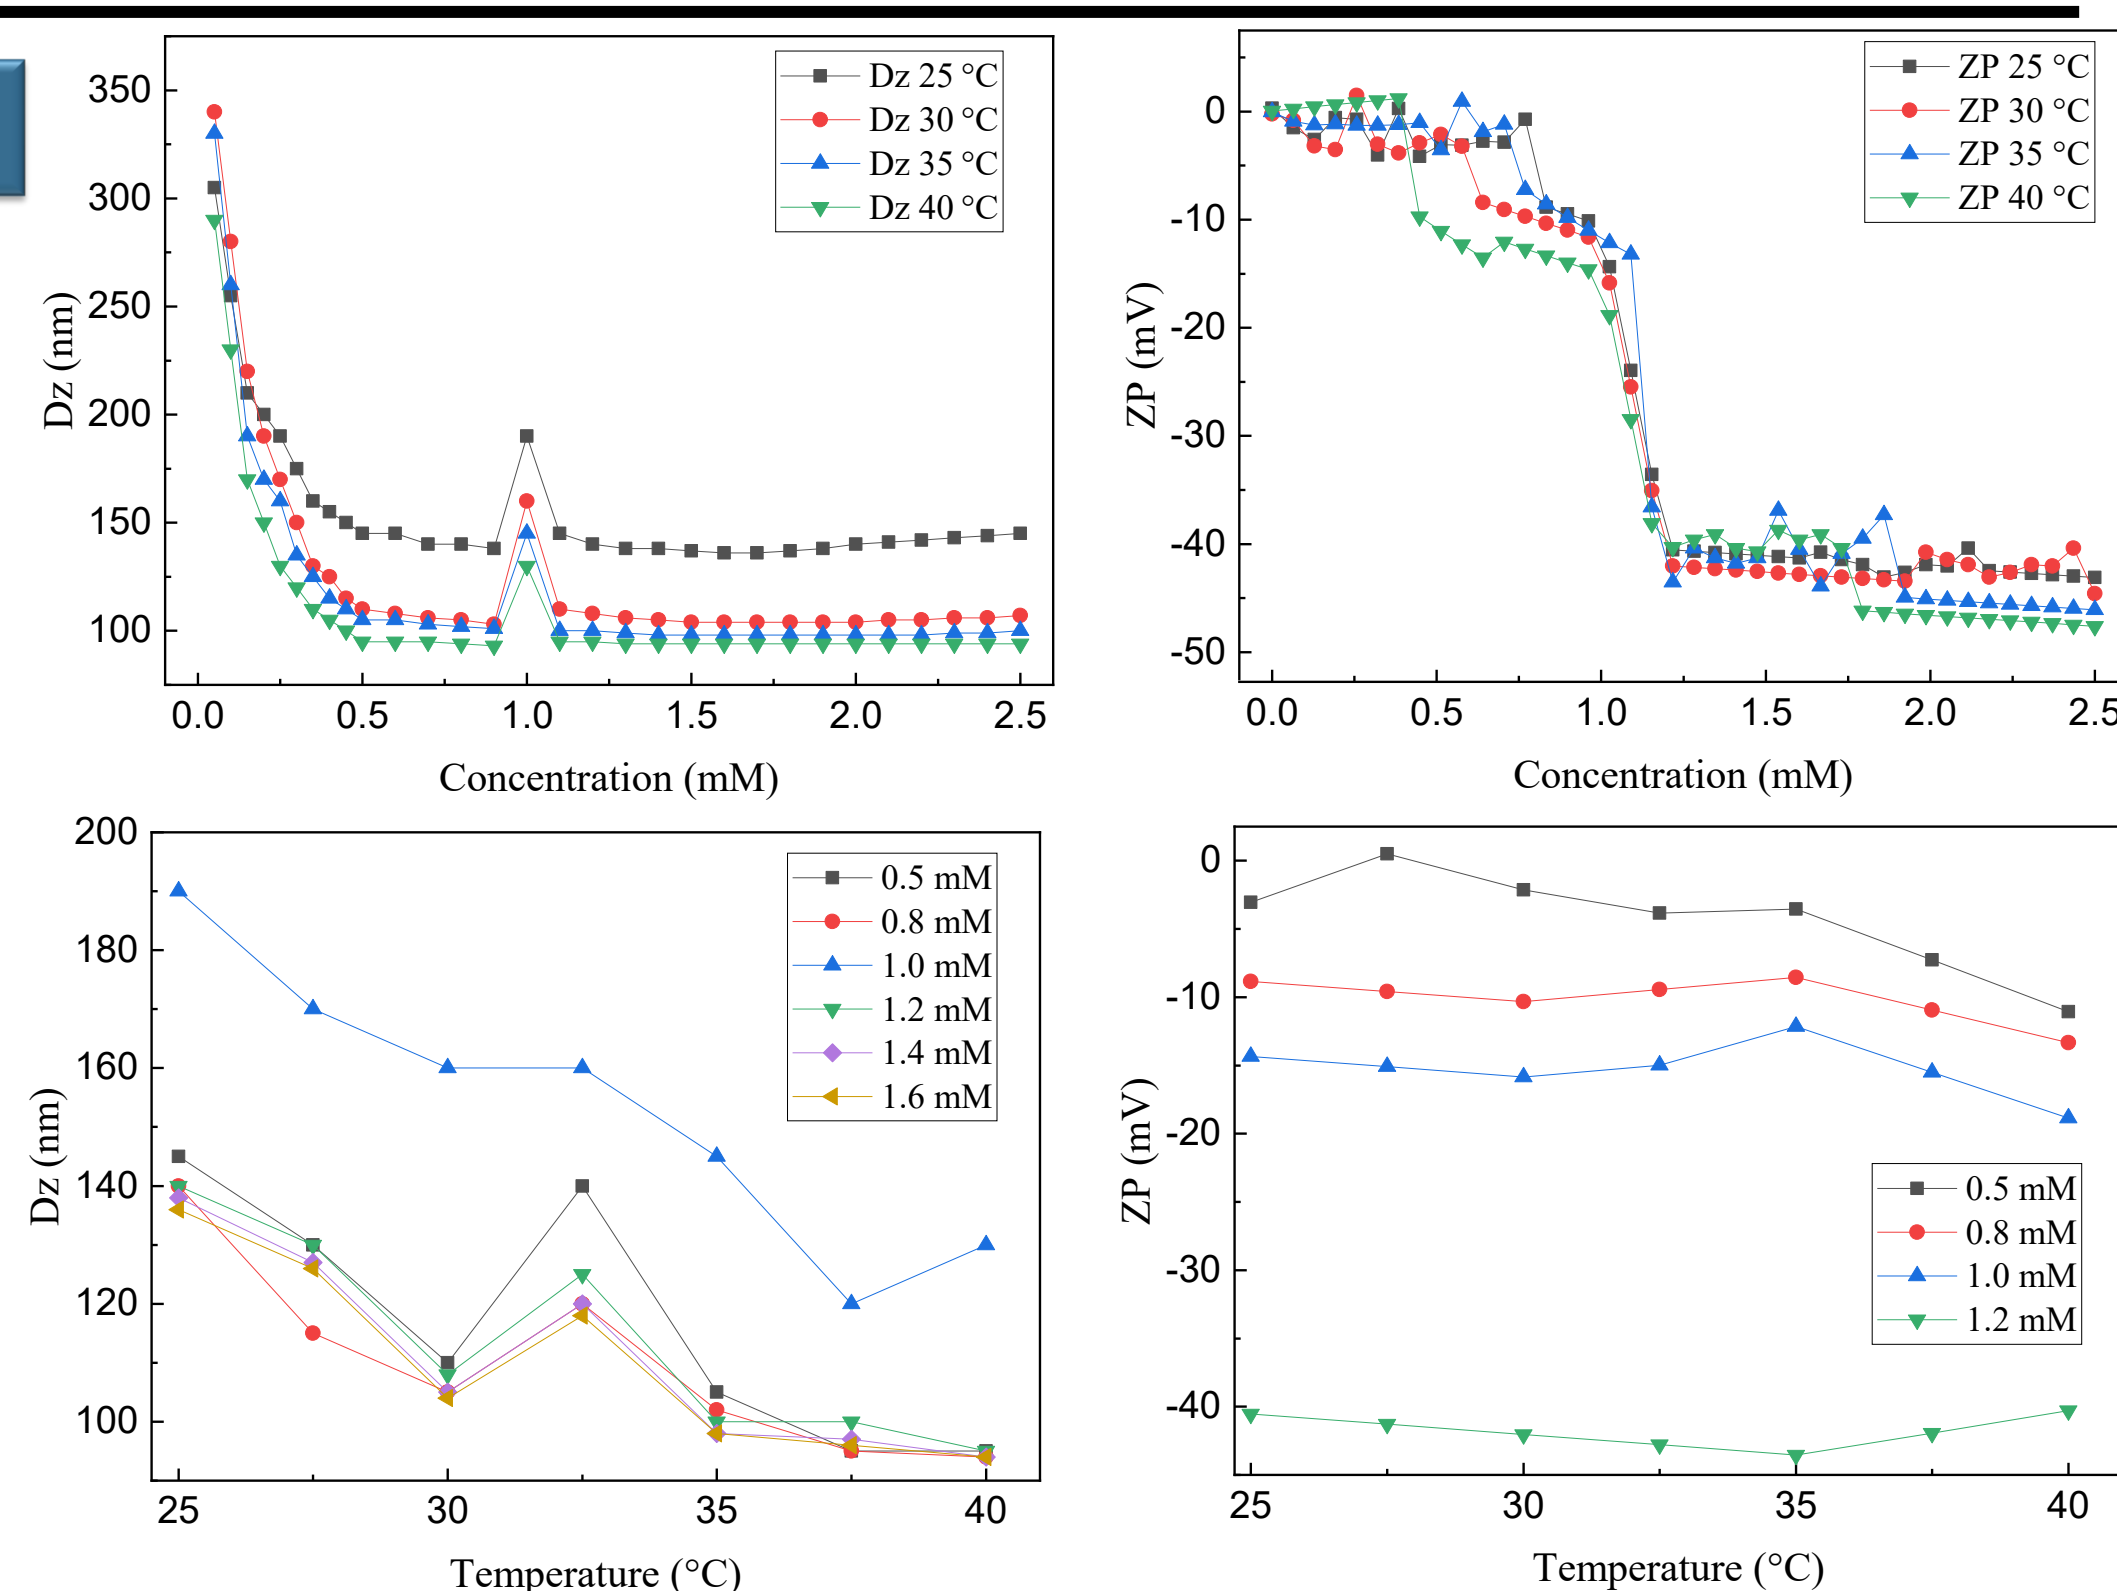 350
300
250
200
150
100
Dz (nm)
Dz 25 °C
Dz 30 °C
Dz 35 °C
Dz 40 °C
0.0 0.5 1.0 1.5 2.0 2.5
Concentration (mM)
0
-10
-20
-30
-40
-50
ZP (mV)
ZP 25 °C
ZP 30 °C
ZP 35 °C
ZP 40 °C
0.0 0.5 1.0 1.5 2.0 2.5
Concentration (mM)
200
180
160
140
120
100
Dz (nm)
0.5 mM
0.8 mM
1.0 mM
1.2 mM
1.4 mM
1.6 mM
25 30 35 40
Temperature (°C)
0
-10
-20
-30
-40
ZP (mV)
0.5 mM
0.8 mM
1.0 mM
1.2 mM
25 30 35 40
Temperature (°C)